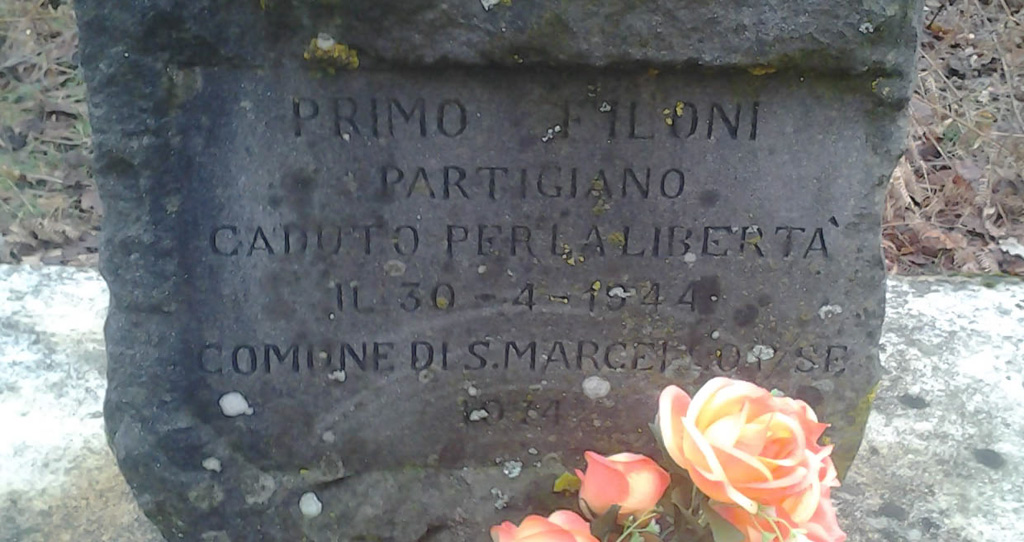 PRIMO FILONI
PARTIGIANO
CADUTO PER LA LIBERTÀ
IL 30-4-1944
COMUNE DI S. MARCELLO P/SE